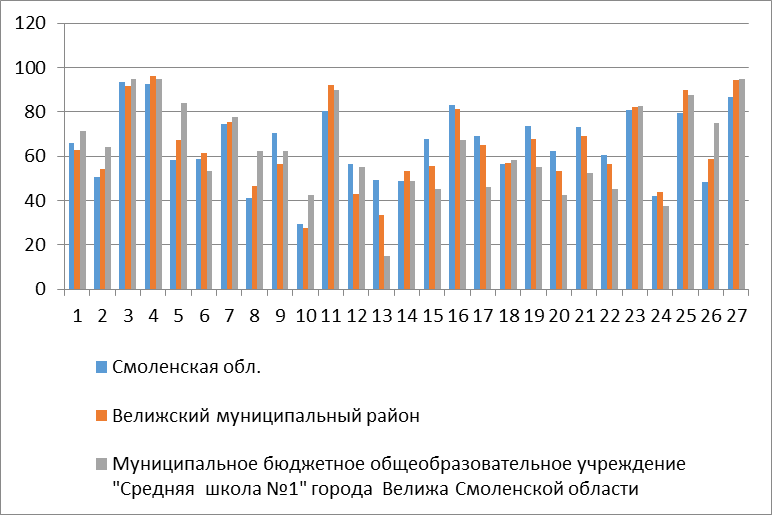 120
100
80
60
40
20
0
1 2 3 4 5 6 7 8 9 10 11 12 13 14 15 16 17 18 19 20 21 22 23 24 25 26 27
Смоленская обл.
Велижский муниципальный район
Муниципальное бюджетное общеобразовательное учреждение
"Средняя школа №1" города Велижа Смоленской области